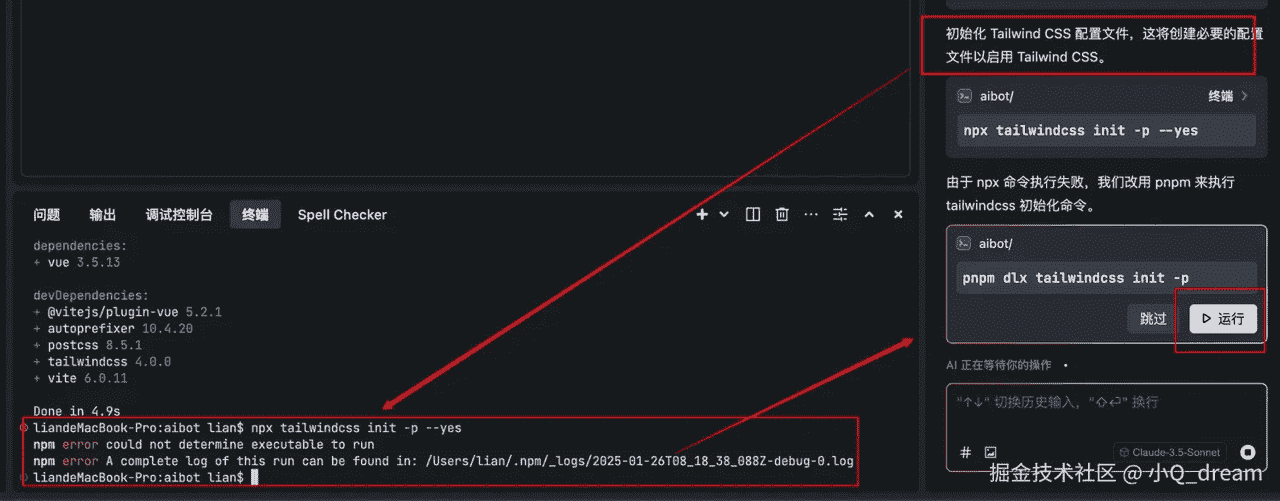 初始化 Tailwind CSS 配置文件，这将创建必要的配置
文件以启用 Tailwind CSS。
aibot/
终端
npx tailwindcss init -p --yes
由于 npx 命令执行失败，我们改用 pnpm 来执行
tailwindcss 初始化命令。
aibot/
pnpm dlx tailwindcss init -p
跳过
运行
AI 正在等待你的操作
"↑↓" 切换历史输入，"⇧⏎" 换行
Claude-3.5-Sonnet
问题 输出 调试控制台 终端 Spell Checker
dependencies:
+ vue 3.5.13
devDependencies:
+ @vitejs/plugin-vue 5.2.1
+ autoprefixer 10.4.20
+ postcss 8.5.1
+ tailwindcss 4.0.0
+ vite 6.0.11
Done in 4.9s
liandeMacBook-Pro:aibot lian$ npx tailwindcss init -p --yes
npm error could not determine executable to run
npm error A complete log of this run can be found in: /Users/lian/.npm/_logs/2025-01-26T08_18_38_088Z-debug-0.log
liandeMacBook-Pro:aibot lian$
掘金技术社区 @ 小Q_dream